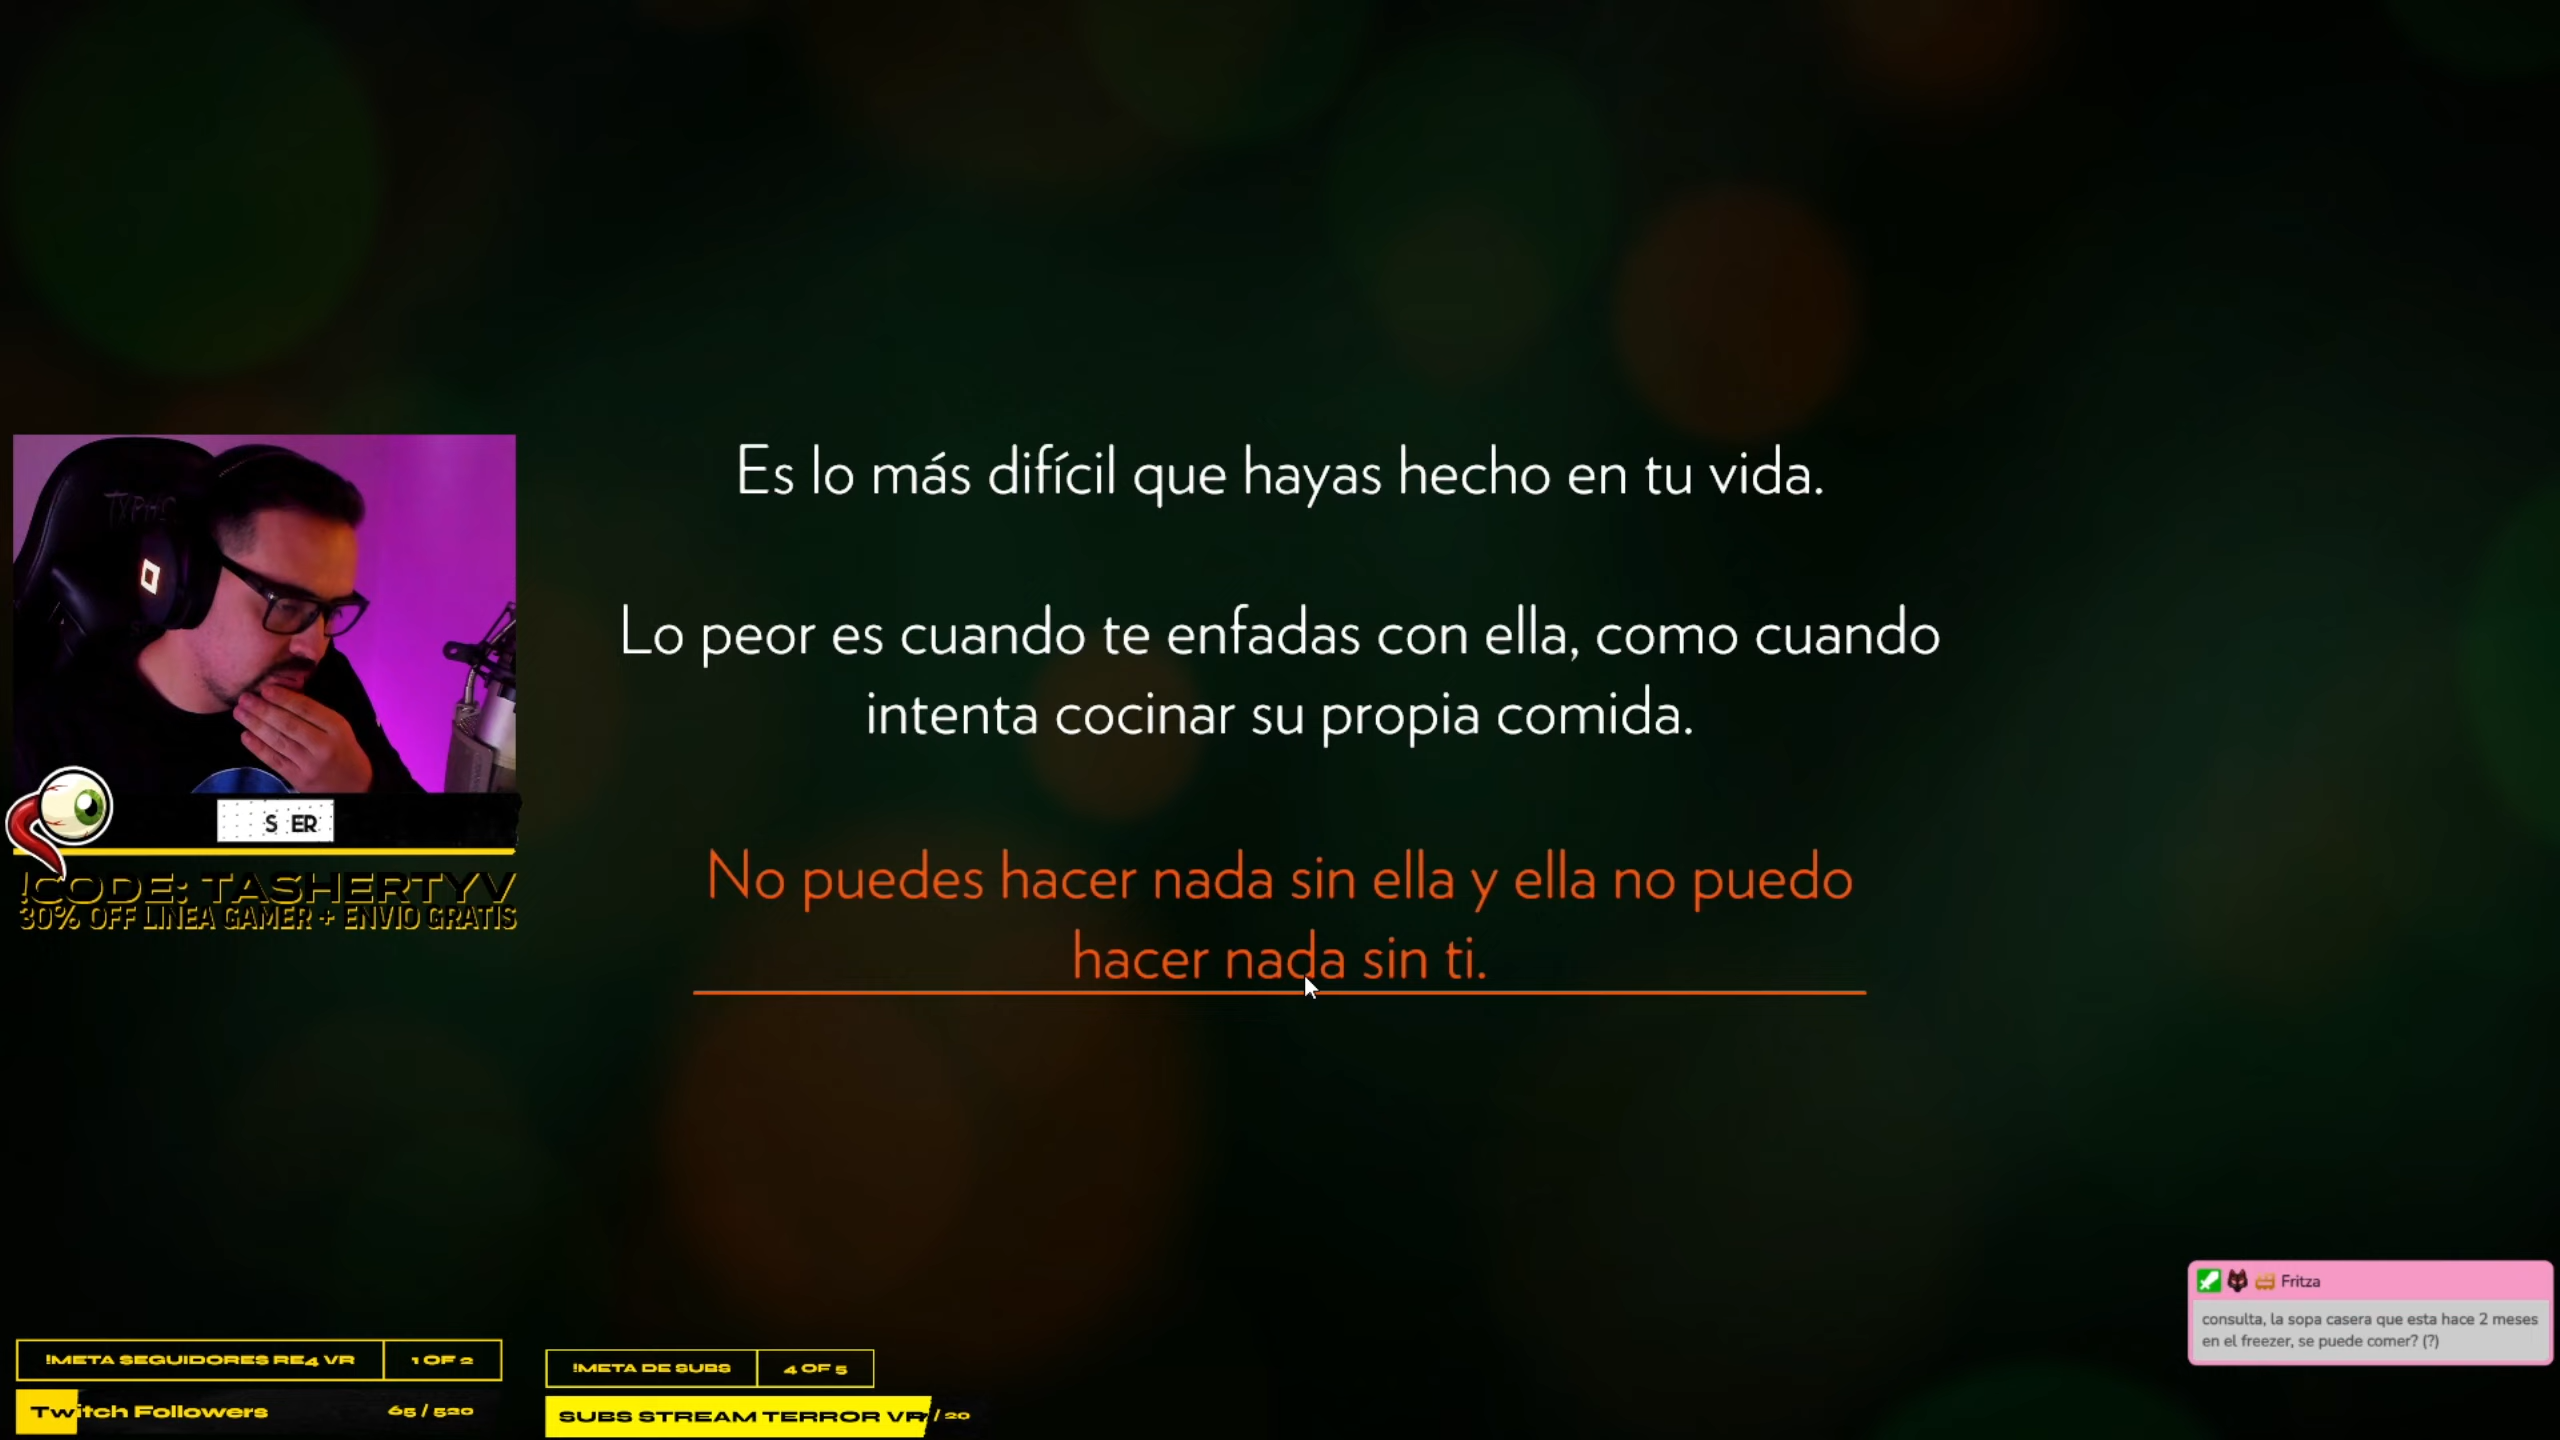 Es lo más difícil que hayas hecho en tu vida.
Lo peor es cuando te enfadas con ella, como cuando
intenta cocinar su propia comida.
No puedes hacer nada sin ella y ella no puedo
hacer nada sin ti.
S ER
!CODE: TASHERTYV
30% OFF LINEA GAMER + ENVIO GRATIS
!META SEGUIDORES RE4 VR 1 OF 2
Twitch Followers 65 / 520
!META DE SUBS 4 OF 5
SUBS STREAM TERROR VR / 20
Fritza
consulta, la sopa casera que esta hace 2 meses
en el freezer, se puede comer? (?)